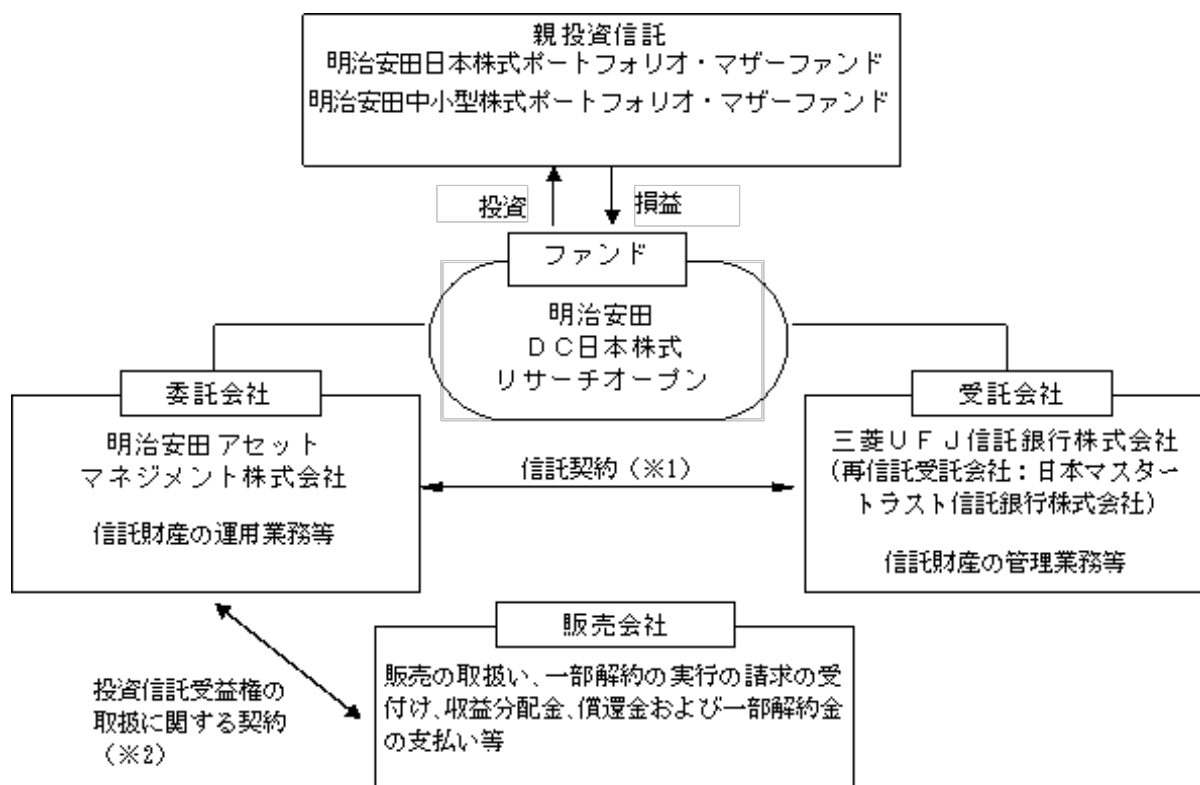 親投資信託
明治安田日本株式ポートフォリオ・マザーファンド
明治安田中小型株式ポートフォリオ・マザーファンド
投資
損益
ファンド
明治安田
ＤＣ日本株式
リサーチオープン
委託会社
明治安田アセット
マネジメント株式会社
信託財産の運用業務等
信託契約（※1）
受託会社
三菱ＵＦＪ信託銀行株式会社
(再信託受託会社：日本マスター
トラスト信託銀行株式会社)
信託財産の管理業務等
投資信託受益権の
取扱に関する契約
（※2）
販売会社
販売の取扱い、一部解約の実行の請求の受
付け、収益分配金、償還金および一部解約金
の支払い等